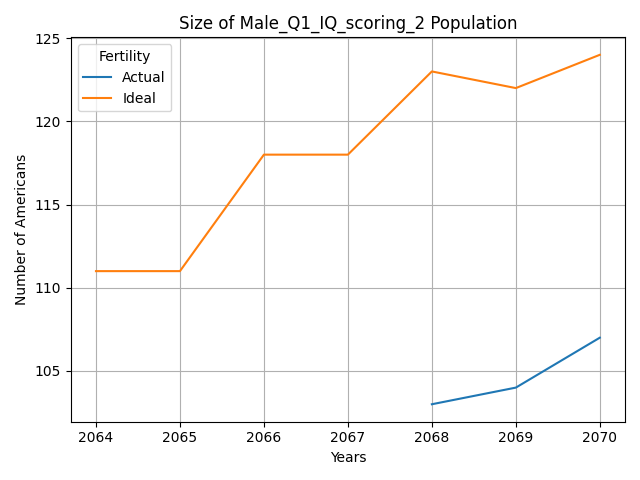 Size of Male_Q1_IQ_scoring_2 Population
Fertility
Actual
Ideal
Number of Americans
125
120
115
110
105
2064 2065 2066 2067 2068 2069 2070
Years